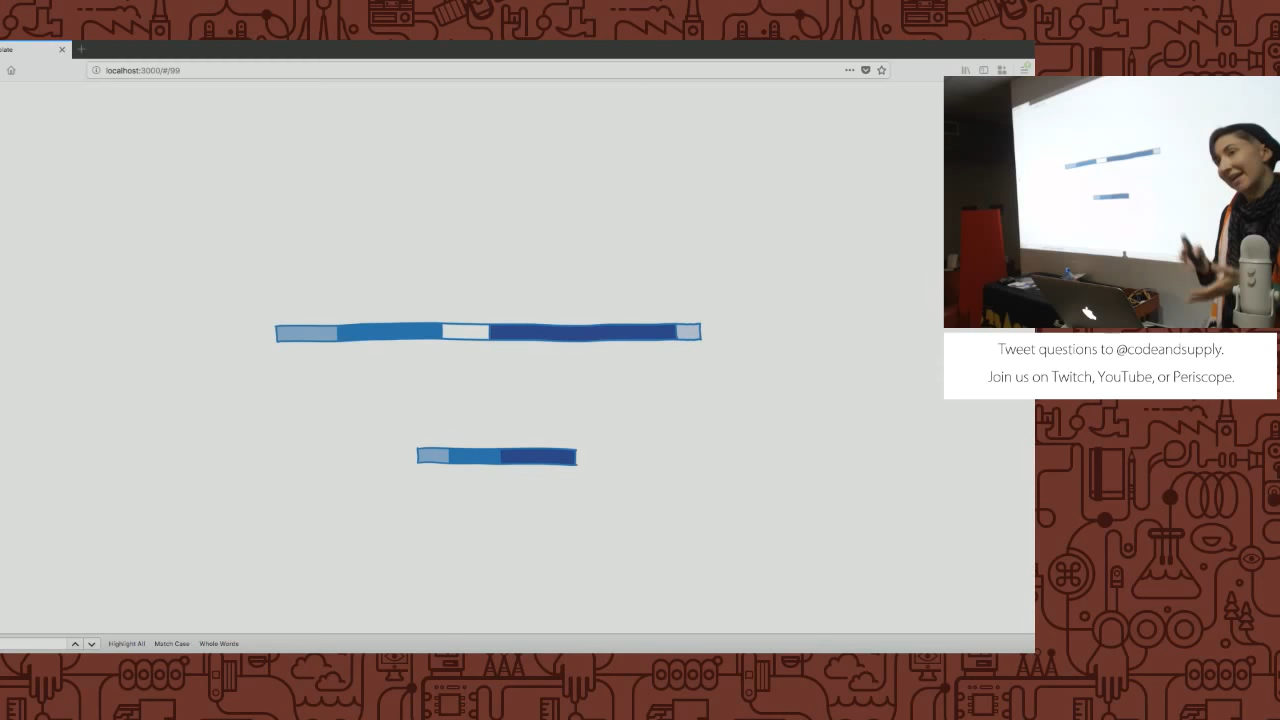 plate
localhost:3000/#/99
Tweet questions to @codeandsupply.
Join us on Twitch, YouTube, or Periscope.
Highlight All Match Case Whole Words